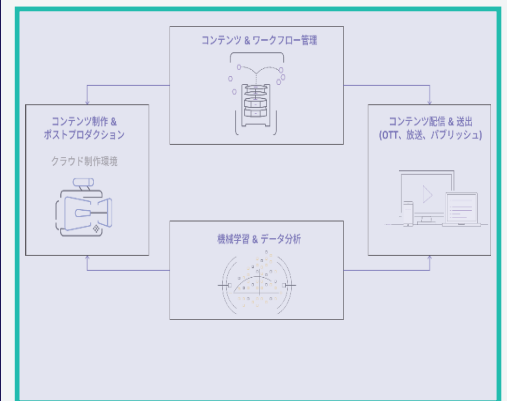 コンテンツ & ワークフロー管理
コンテンツ制作 &
ポストプロダクション
クラウド制作環境
コンテンツ配信 & 送出
(OTT、放送、パブリッシュ)
機械学習 & データ分析